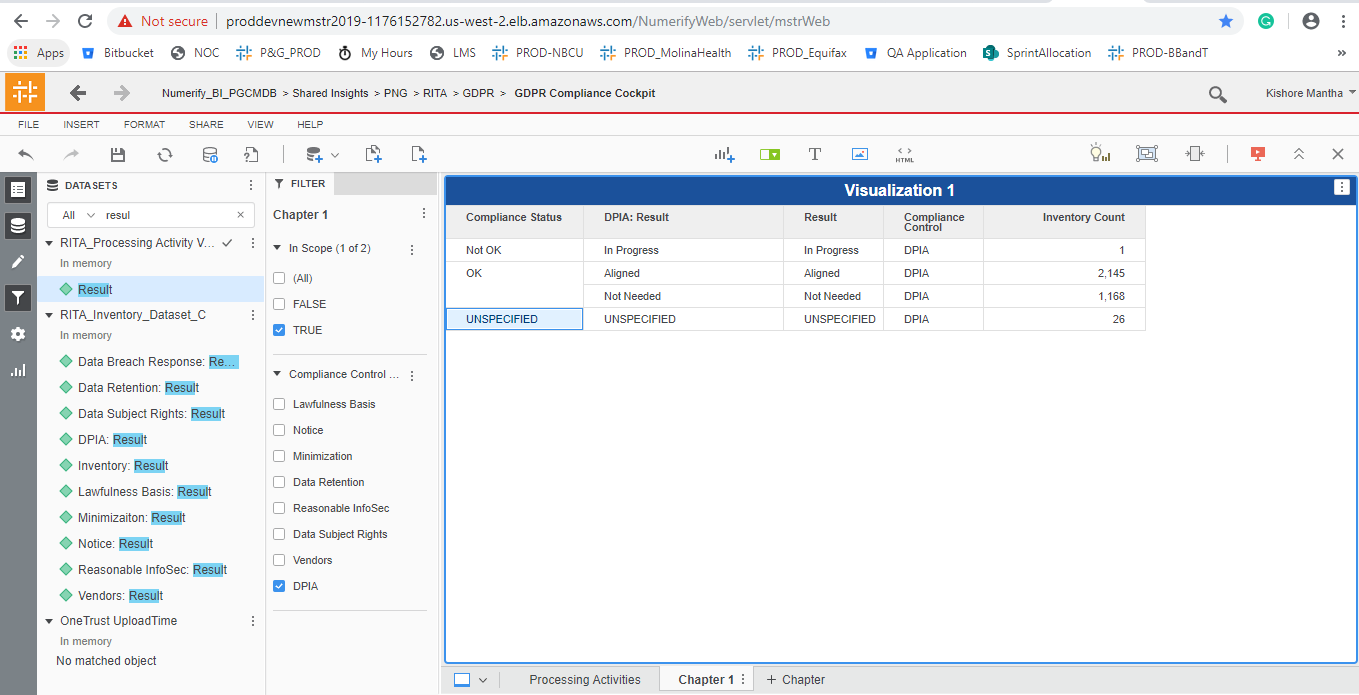 Not secure | proddevnewmstr2019-1176152782.us-west-2.elb.amazonaws.com/NumerifyWeb/servlet/mstrWeb
Apps Bitbucket NOC P&G_PROD My Hours LMS PROD-NBCU PROD_MolinaHealth PROD_Equifax QA Application SprintAllocation PROD-BBandT »
Numerify_BI_PGCMDB > Shared Insights > PNG > RITA > GDPR > GDPR Compliance Cockpit Kishore Mantha
FILE INSERT FORMAT SHARE VIEW HELP
HTML
DATASETS
All resul
RITA_Processing Activity V...
In memory
Result
RITA_Inventory_Dataset_C
In memory
Data Breach Response: Re...
Data Retention: Result
Data Subject Rights: Result
DPIA: Result
Inventory: Result
Lawfulness Basis: Result
Minimizaiton: Result
Notice: Result
Reasonable InfoSec: Result
Vendors: Result
OneTrust UploadTime
In memory
No matched object
FILTER
Chapter 1
In Scope (1 of 2)
(All)
FALSE
TRUE
Compliance Control ...
Lawfulness Basis
Notice
Minimization
Data Retention
Reasonable InfoSec
Data Subject Rights
Vendors
DPIA
Visualization 1
Compliance Status DPIA: Result Result Compliance Control Inventory Count
Not OK In Progress In Progress DPIA 1
OK Aligned Aligned DPIA 2,145
Not Needed Not Needed DPIA 1,168
UNSPECIFIED UNSPECIFIED UNSPECIFIED DPIA 26
Processing Activities Chapter 1 + Chapter